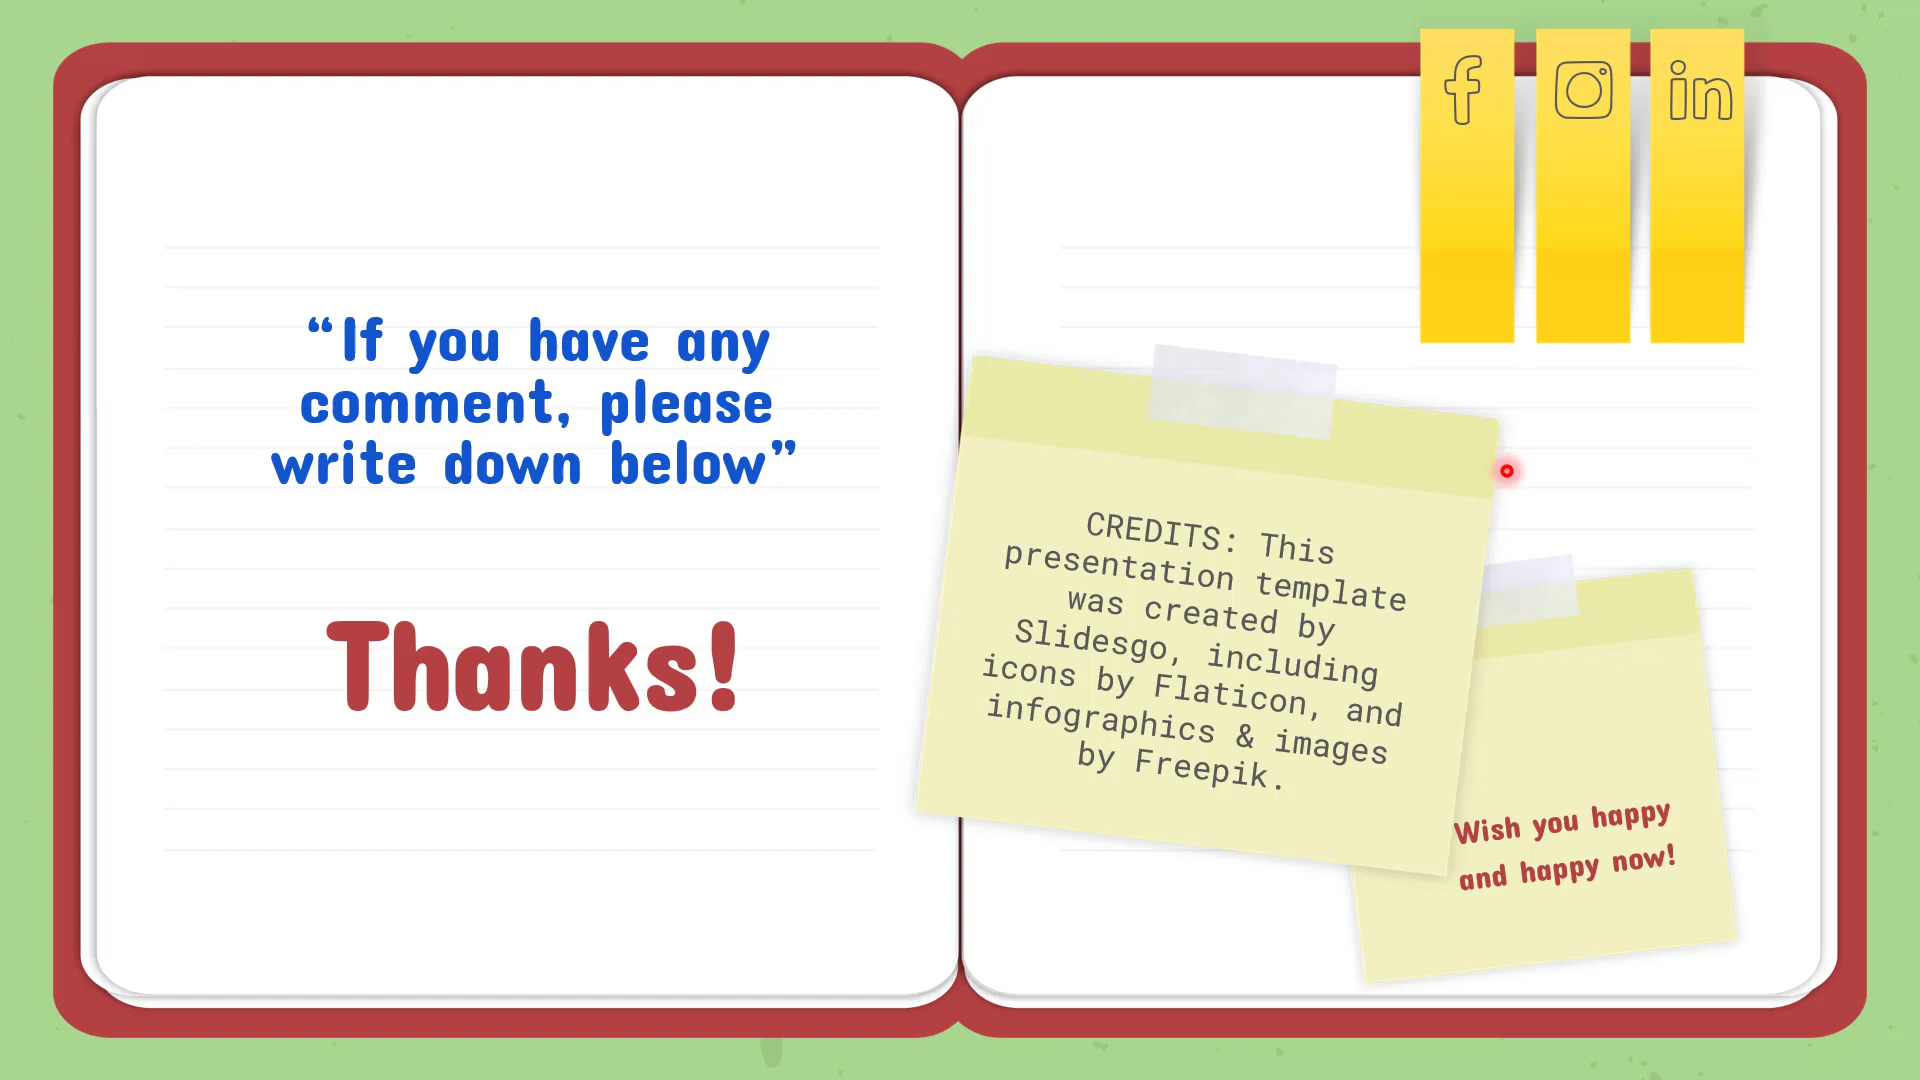 “If you have any
comment, please
write down below”
Thanks!
CREDITS: This
presentation template
was created by
Slidesgo, including
icons by Flaticon, and
infographics & images
by Freepik.
Wish you happy
and happy now!